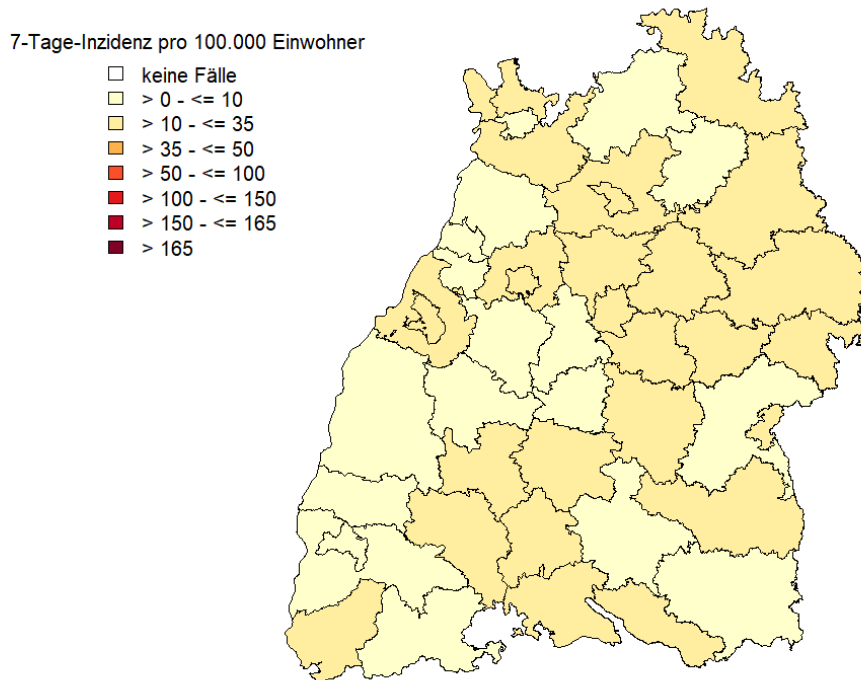 7-Tage-Inzidenz pro 100.000 Einwohner
keine Fälle
> 0 - <= 10
> 10 - <= 35
> 35 - <= 50
> 50 - <= 100
> 100 - <= 150
> 150 - <= 165
> 165